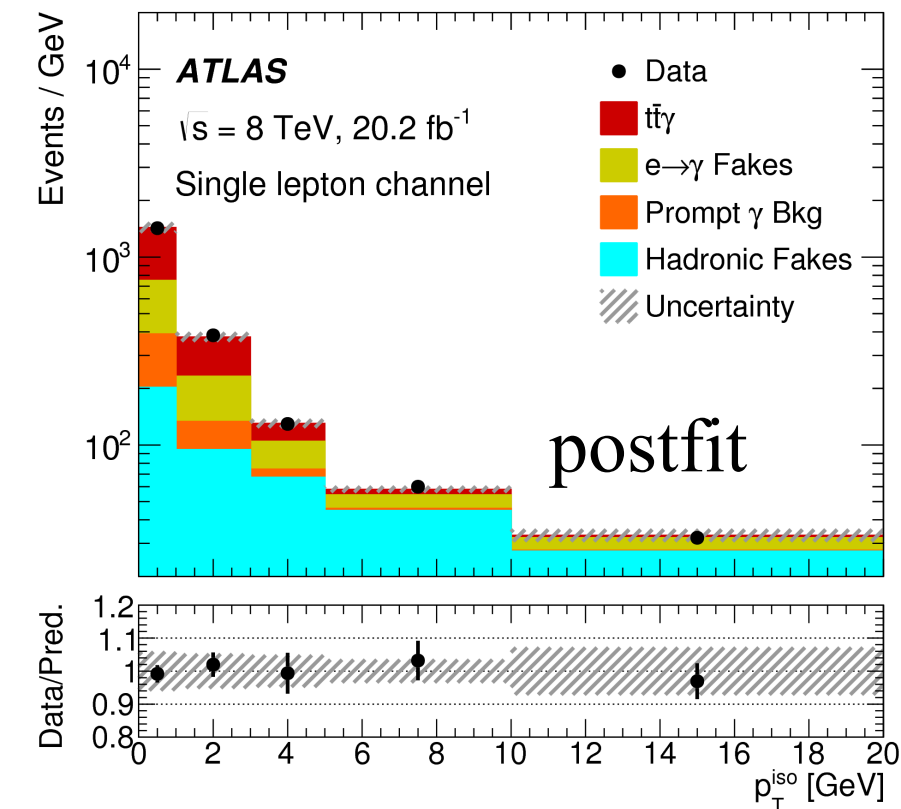 Events / GeV
10⁴
10³
10²
ATLAS
√s = 8 TeV, 20.2 fb⁻¹
Single lepton channel
Data
tt̄γ
e→γ Fakes
Prompt γ Bkg
Hadronic Fakes
Uncertainty
postfit
Data/Pred.
1.2
1.1
1
0.9
0.8
0 2 4 6 8 10 12 14 16 18 20
p_T^iso [GeV]